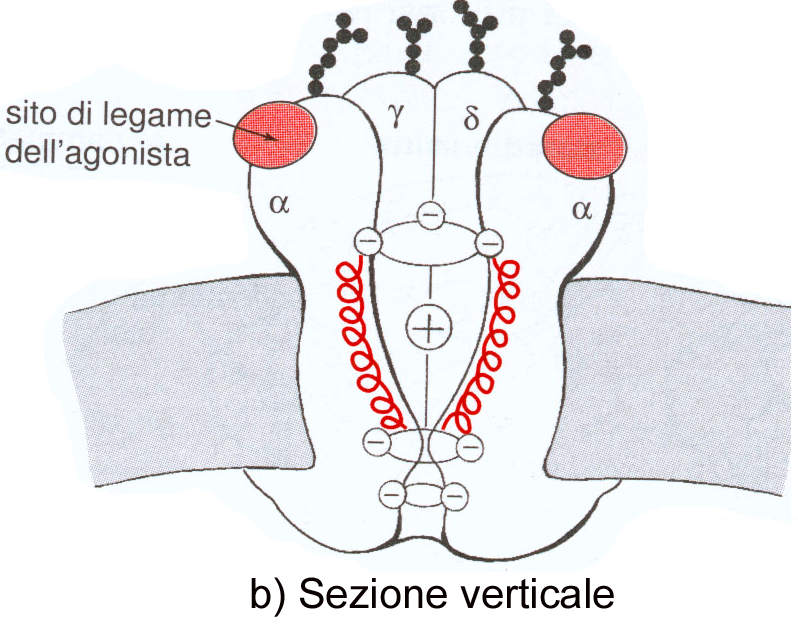 γ δ
sito di legame
dell'agonista
α α
− − −
+
− −
− −
b) Sezione verticale